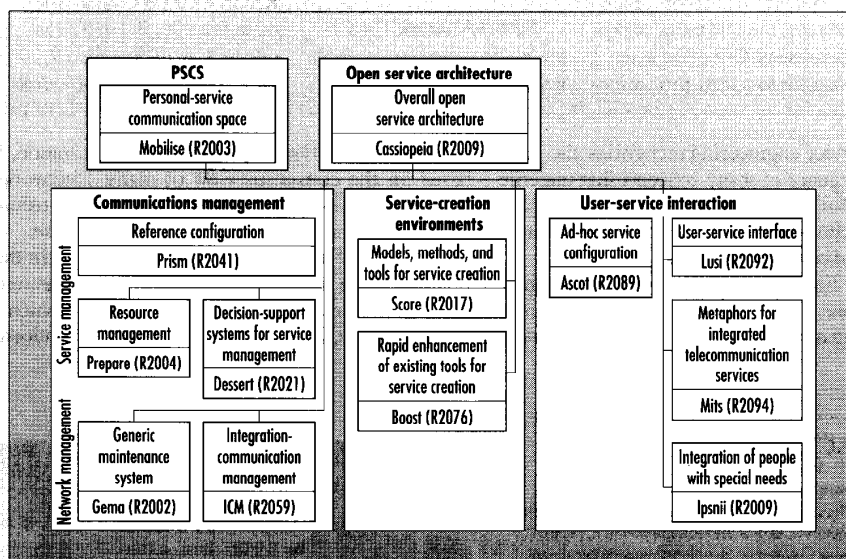 PSCS
Personal-service
communication space
Mobilise (R2003)
Open service architecture
Overall open
service architecture
Cassiopeia (R2009)
Communications management
Service management
Reference configuration
Prism (R2041)
Resource
management
Prepare (R2004)
Decision-support
systems for service
management
Dessert (R2021)
Network management
Generic
maintenance
system
Gema (R2002)
Integration-
communication
management
ICM (R2059)
Service-creation
environments
Models, methods, and
tools for service creation
Score (R2017)
Rapid enhancement
of existing tools for
service creation
Boost (R2076)
User-service interaction
Ad-hoc service
configuration
Ascot (R2089)
User-service interface
Lusi (R2092)
Metaphors for
integrated
telecommunication
services
Mits (R2094)
Integration of people
with special needs
Ipsnii (R2009)